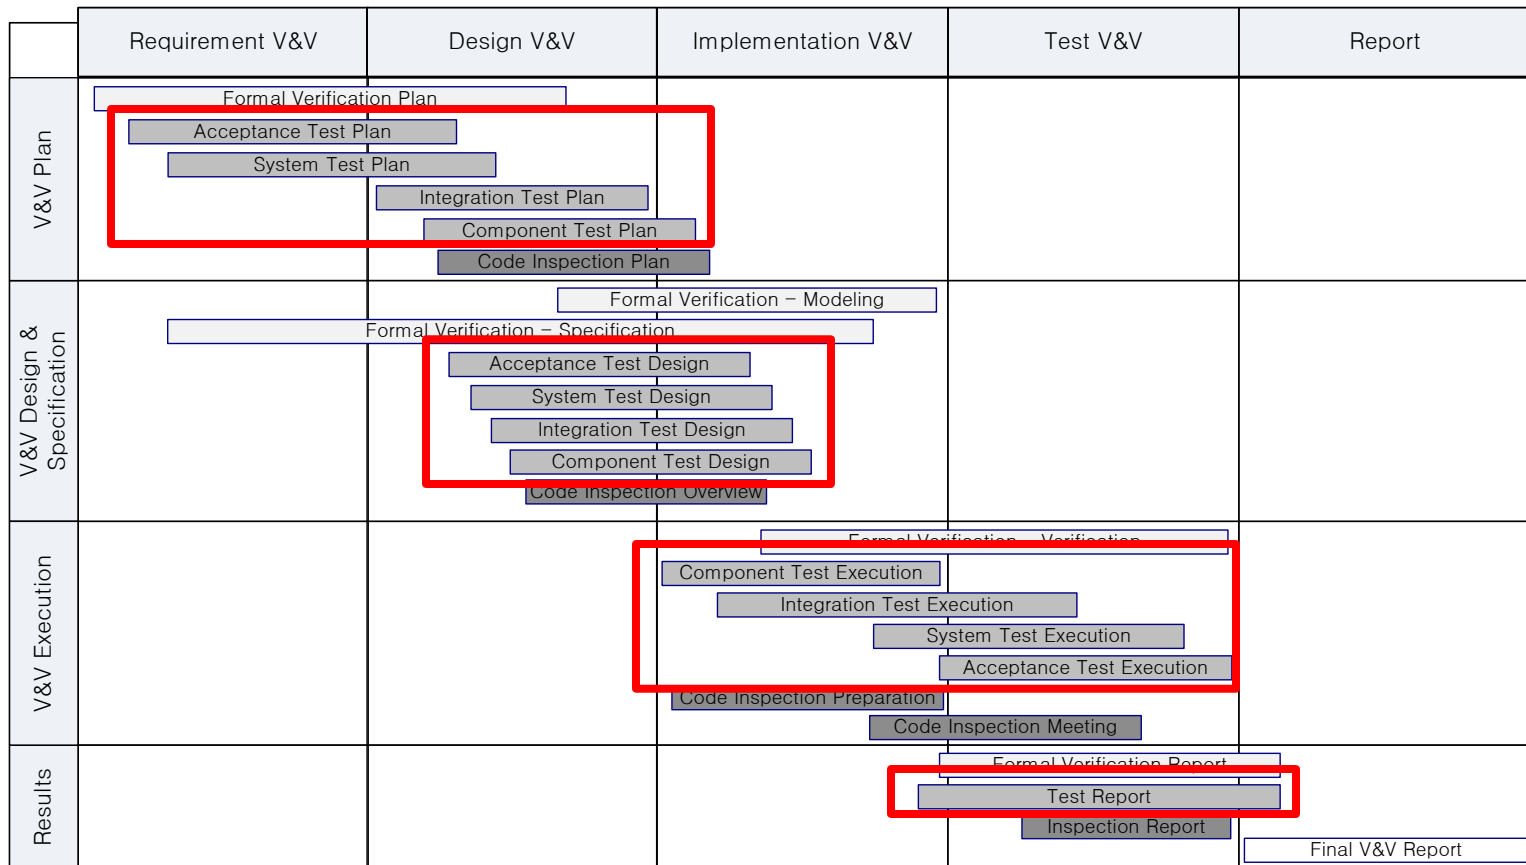 Requirement V&V
Design V&V
Implementation V&V
Test V&V
Report
V&V Plan
Formal Verification Plan
Acceptance Test Plan
System Test Plan
Integration Test Plan
Component Test Plan
Code Inspection Plan
V&V Design &
Specification
Formal Verification - Modeling
Formal Verification - Specification
Acceptance Test Design
System Test Design
Integration Test Design
Component Test Design
Code Inspection Overview
V&V Execution
Formal Verification - Verification
Component Test Execution
Integration Test Execution
System Test Execution
Acceptance Test Execution
Code Inspection Preparation
Code Inspection Meeting
Results
Formal Verification Report
Test Report
Inspection Report
Final V&V Report